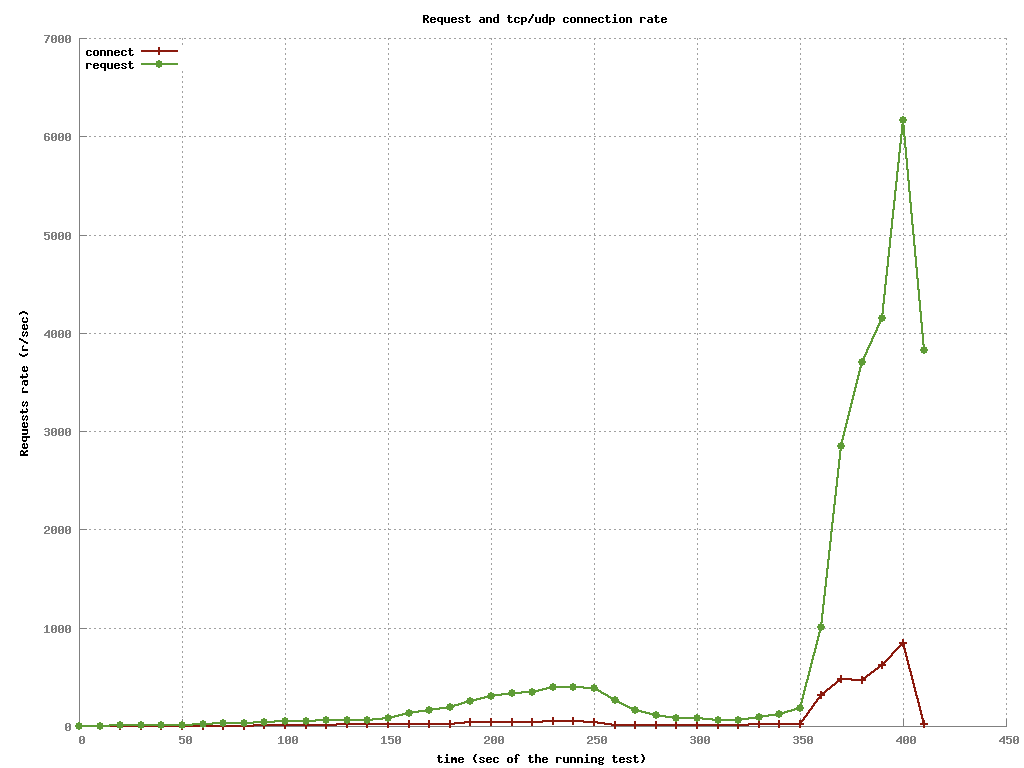 Request and tcp/udp connection rate
connect
request
7000
6000
5000
4000
3000
2000
1000
0
Requests rate (r/sec)
0 50 100 150 200 250 300 350 400 450
time (sec of the running test)